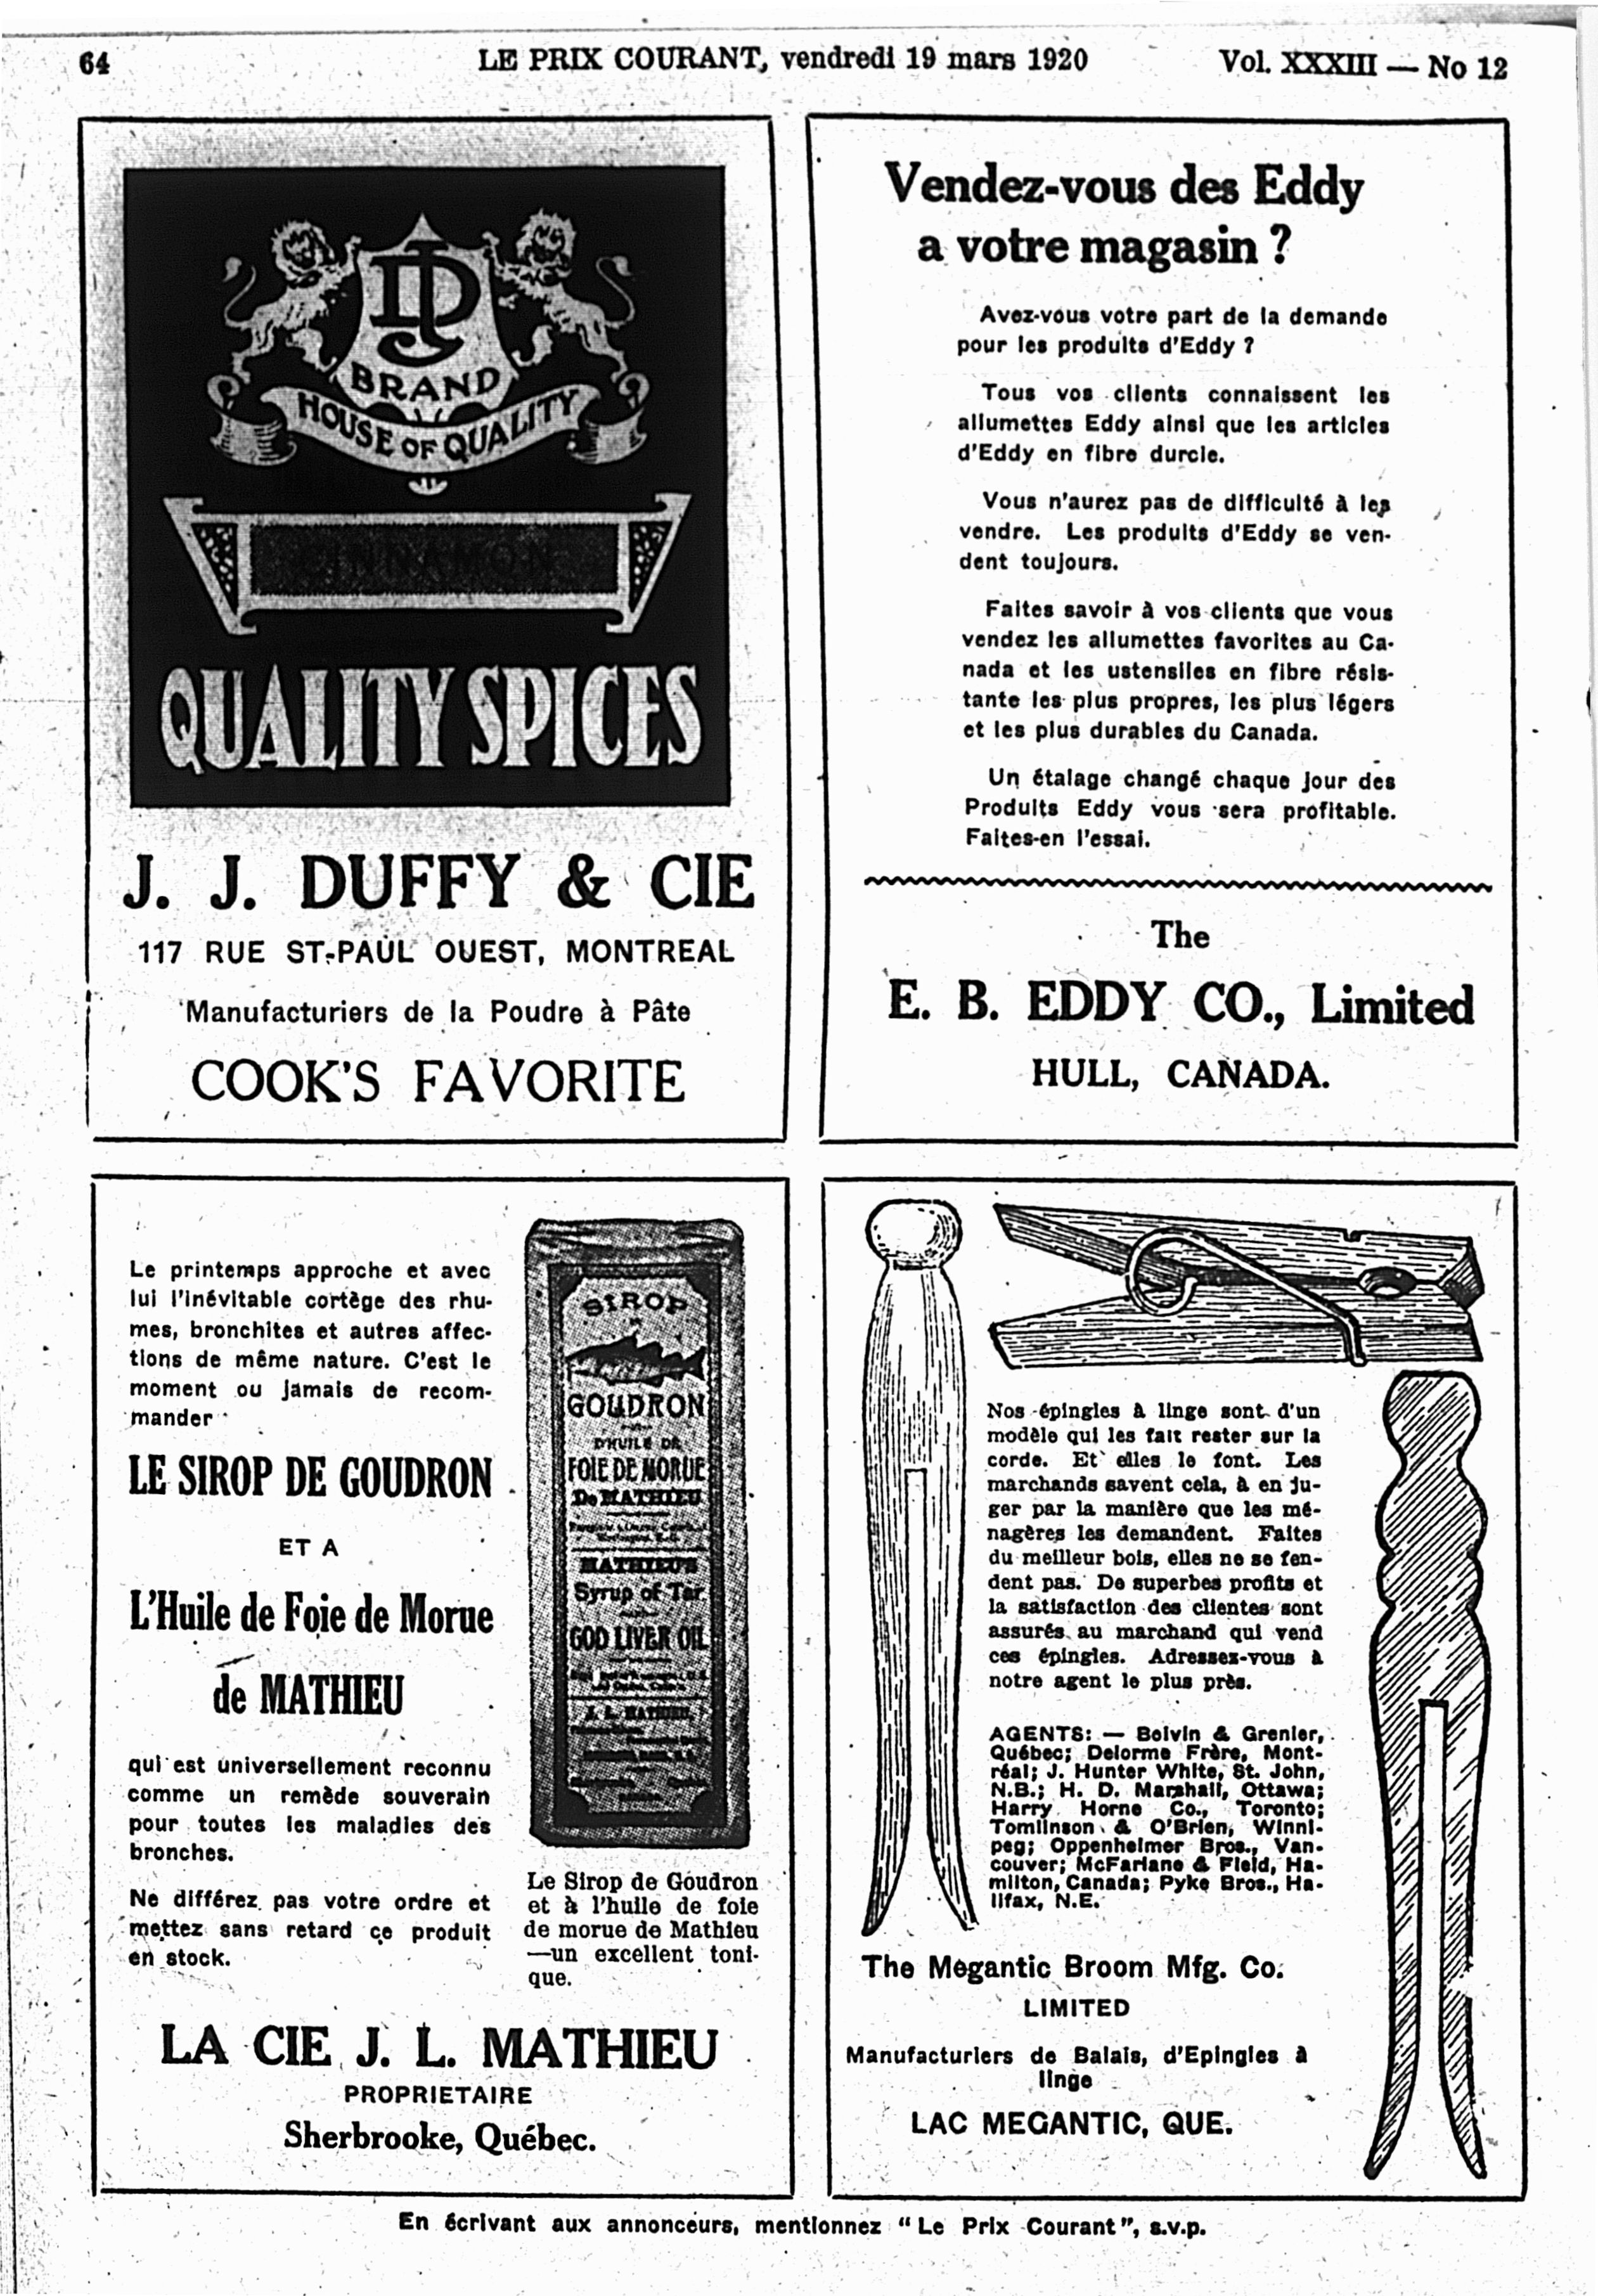 64
LE PRIX COURANT, vendredi 19 mars 1920
Vol. XXXIII — No 12
DJ
BRAND
HOUSE OF QUALITY
CINNAMON
QUALITY SPICES
J. J. DUFFY & CIE
117 RUE ST-PAUL OUEST, MONTREAL
Manufacturiers de la Poudre à Pâte
COOK'S FAVORITE
Vendez-vous des Eddy
a votre magasin ?
Avez-vous votre part de la demande
pour les produits d'Eddy ?
Tous vos clients connaissent les
allumettes Eddy ainsi que les articles
d'Eddy en fibre durcie.
Vous n'aurez pas de difficulté à les
vendre. Les produits d'Eddy se ven-
dent toujours.
Faites savoir à vos clients que vous
vendez les allumettes favorites au Ca-
nada et les ustensiles en fibre résis-
tante les plus propres, les plus légers
et les plus durables du Canada.
Un étalage changé chaque jour des
Produits Eddy vous sera profitable.
Faites-en l'essai.
The
E. B. EDDY CO., Limited
HULL, CANADA.
Le printemps approche et avec
lui l'inévitable cortège des rhu-
mes, bronchites et autres affec-
tions de même nature. C'est le
moment ou jamais de recom-
mander
LE SIROP DE GOUDRON
ET A
L'Huile de Foie de Morue
de MATHIEU
qui est universellement reconnu
comme un remède souverain
pour toutes les maladies des
bronches.
Ne différez pas votre ordre et
mettez sans retard ce produit
en stock.
SIROP
GOUDRON
D'HUILE DE
FOIE DE MORUE
De MATHIEU
MATHIEU'S
Syrup of Tar
COD LIVER OIL
J. L. MATHIEU,
Le Sirop de Goudron
et à l'huile de foie
de morue de Mathieu
—un excellent toni-
que.
LA CIE J. L. MATHIEU
PROPRIETAIRE
Sherbrooke, Québec.
Nos épingles à linge sont d'un
modèle qui les fait rester sur la
corde. Et elles le font. Les
marchands savent cela, à en ju-
ger par la manière que les mé-
nagères les demandent. Faites
du meilleur bois, elles ne se fen-
dent pas. De superbes profits et
la satisfaction des clientes sont
assurés au marchand qui vend
ces épingles. Adressez-vous à
notre agent le plus près.
AGENTS: — Boivin & Grenier,
Québec; Delorme Frère, Mont-
réal; J. Hunter White, St. John,
N.B.; H. D. Marshall, Ottawa;
Harry Horne Co., Toronto;
Tomlinson & O'Brien, Winni-
peg; Oppenheimer Bros., Van-
couver; McFarlane & Field, Ha-
milton, Canada; Pyke Bros., Ha-
lifax, N.E.
The Megantic Broom Mfg. Co.
LIMITED
Manufacturiers de Balais, d'Epingles à
linge
LAC MEGANTIC, QUE.
En écrivant aux annonceurs, mentionnez "Le Prix Courant", s.v.p.